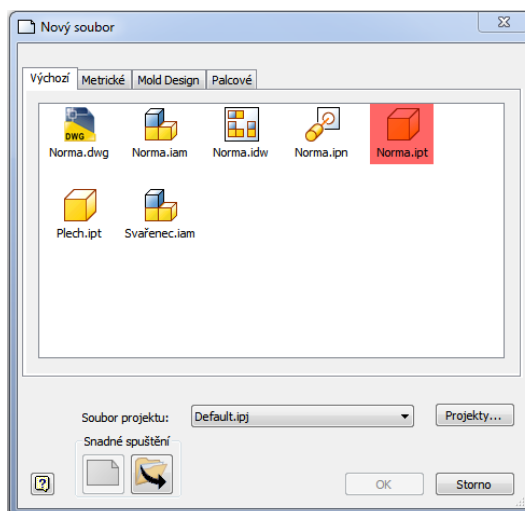 Nový soubor
Výchozí Metrické Mold Design Palcové
DWG
Norma.dwg Norma.iam Norma.idw Norma.ipn Norma.ipt
Plech.ipt Svařenec.iam
Soubor projektu: Default.ipj Projekty...
Snadné spuštění
OK Storno